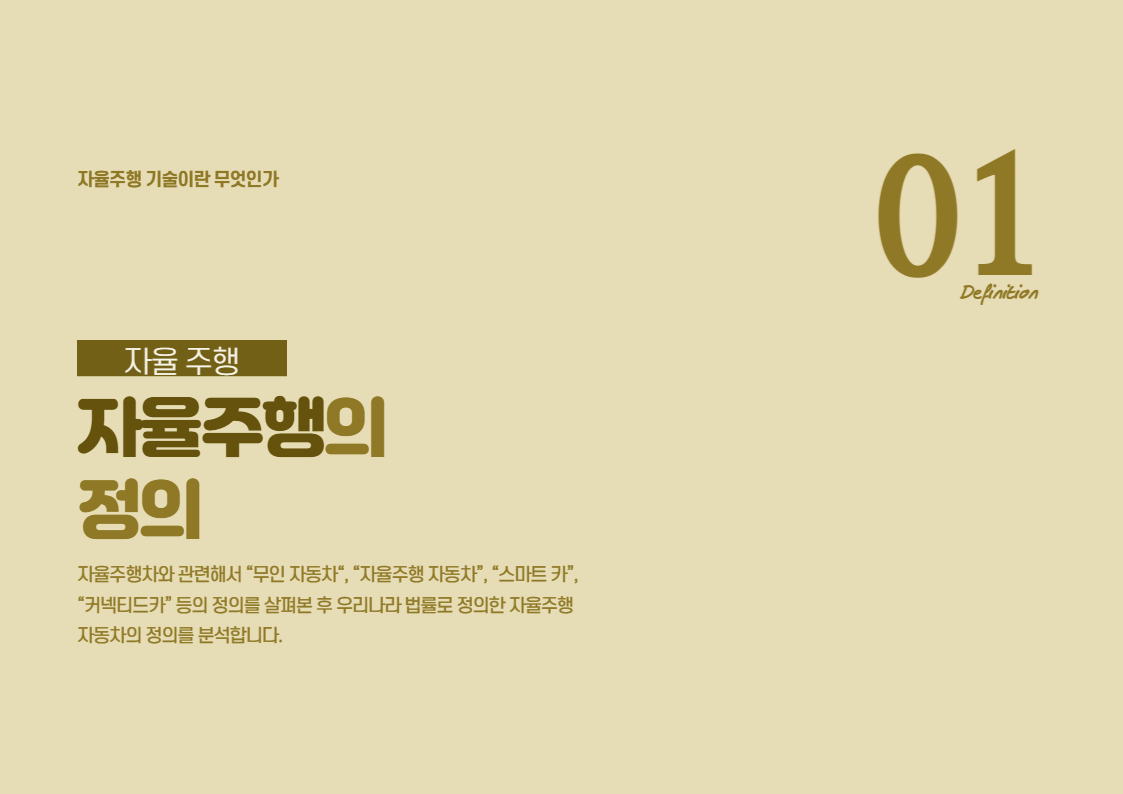 자율주행 기술이란 무엇인가
01
Definition
자율 주행
자율주행의
정의
자율주행차와 관련해서 “무인 자동차“, “자율주행 자동차”, “스마트 카”,
“커넥티드카” 등의 정의를 살펴본 후 우리나라 법률로 정의한 자율주행
자동차의 정의를 분석합니다.